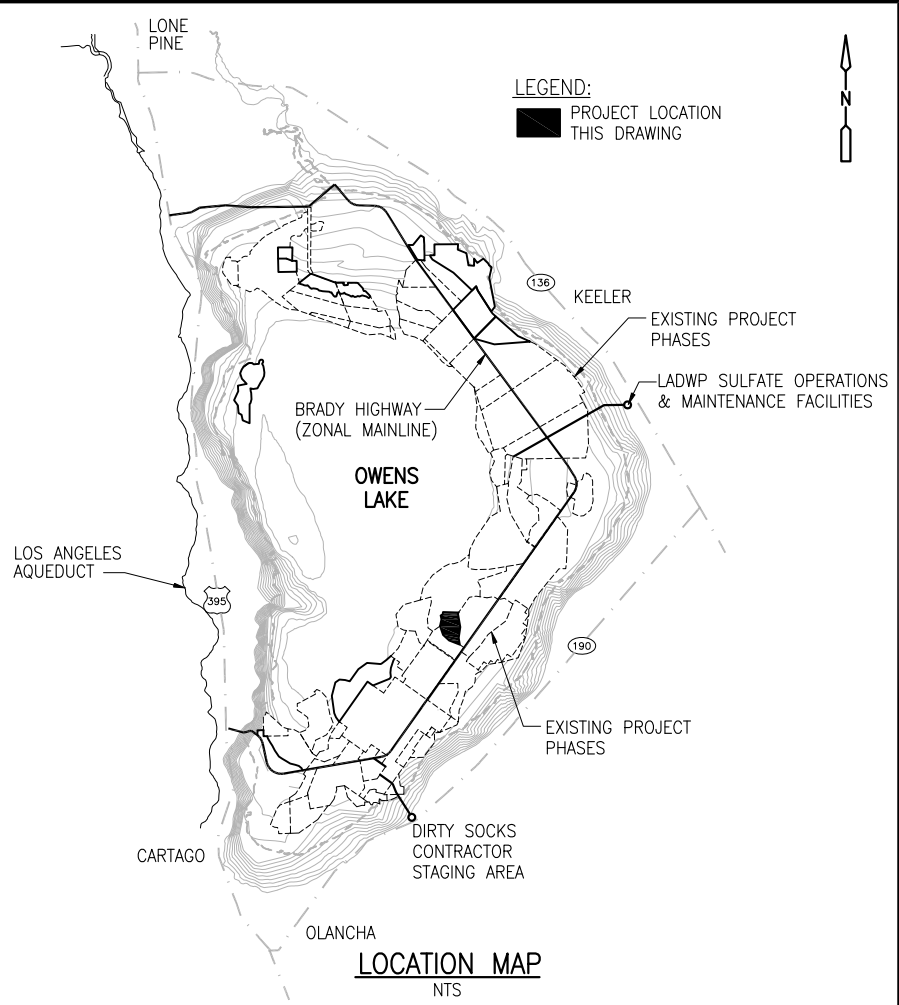 LONE
PINE
LEGEND:
PROJECT LOCATION
THIS DRAWING
N
136
KEELER
EXISTING PROJECT
PHASES
LADWP SULFATE OPERATIONS
& MAINTENANCE FACILITIES
BRADY HIGHWAY
(ZONAL MAINLINE)
OWENS
LAKE
LOS ANGELES
AQUEDUCT
395
190
EXISTING PROJECT
PHASES
DIRTY SOCKS
CONTRACTOR
STAGING AREA
CARTAGO
OLANCHA
LOCATION MAP
NTS